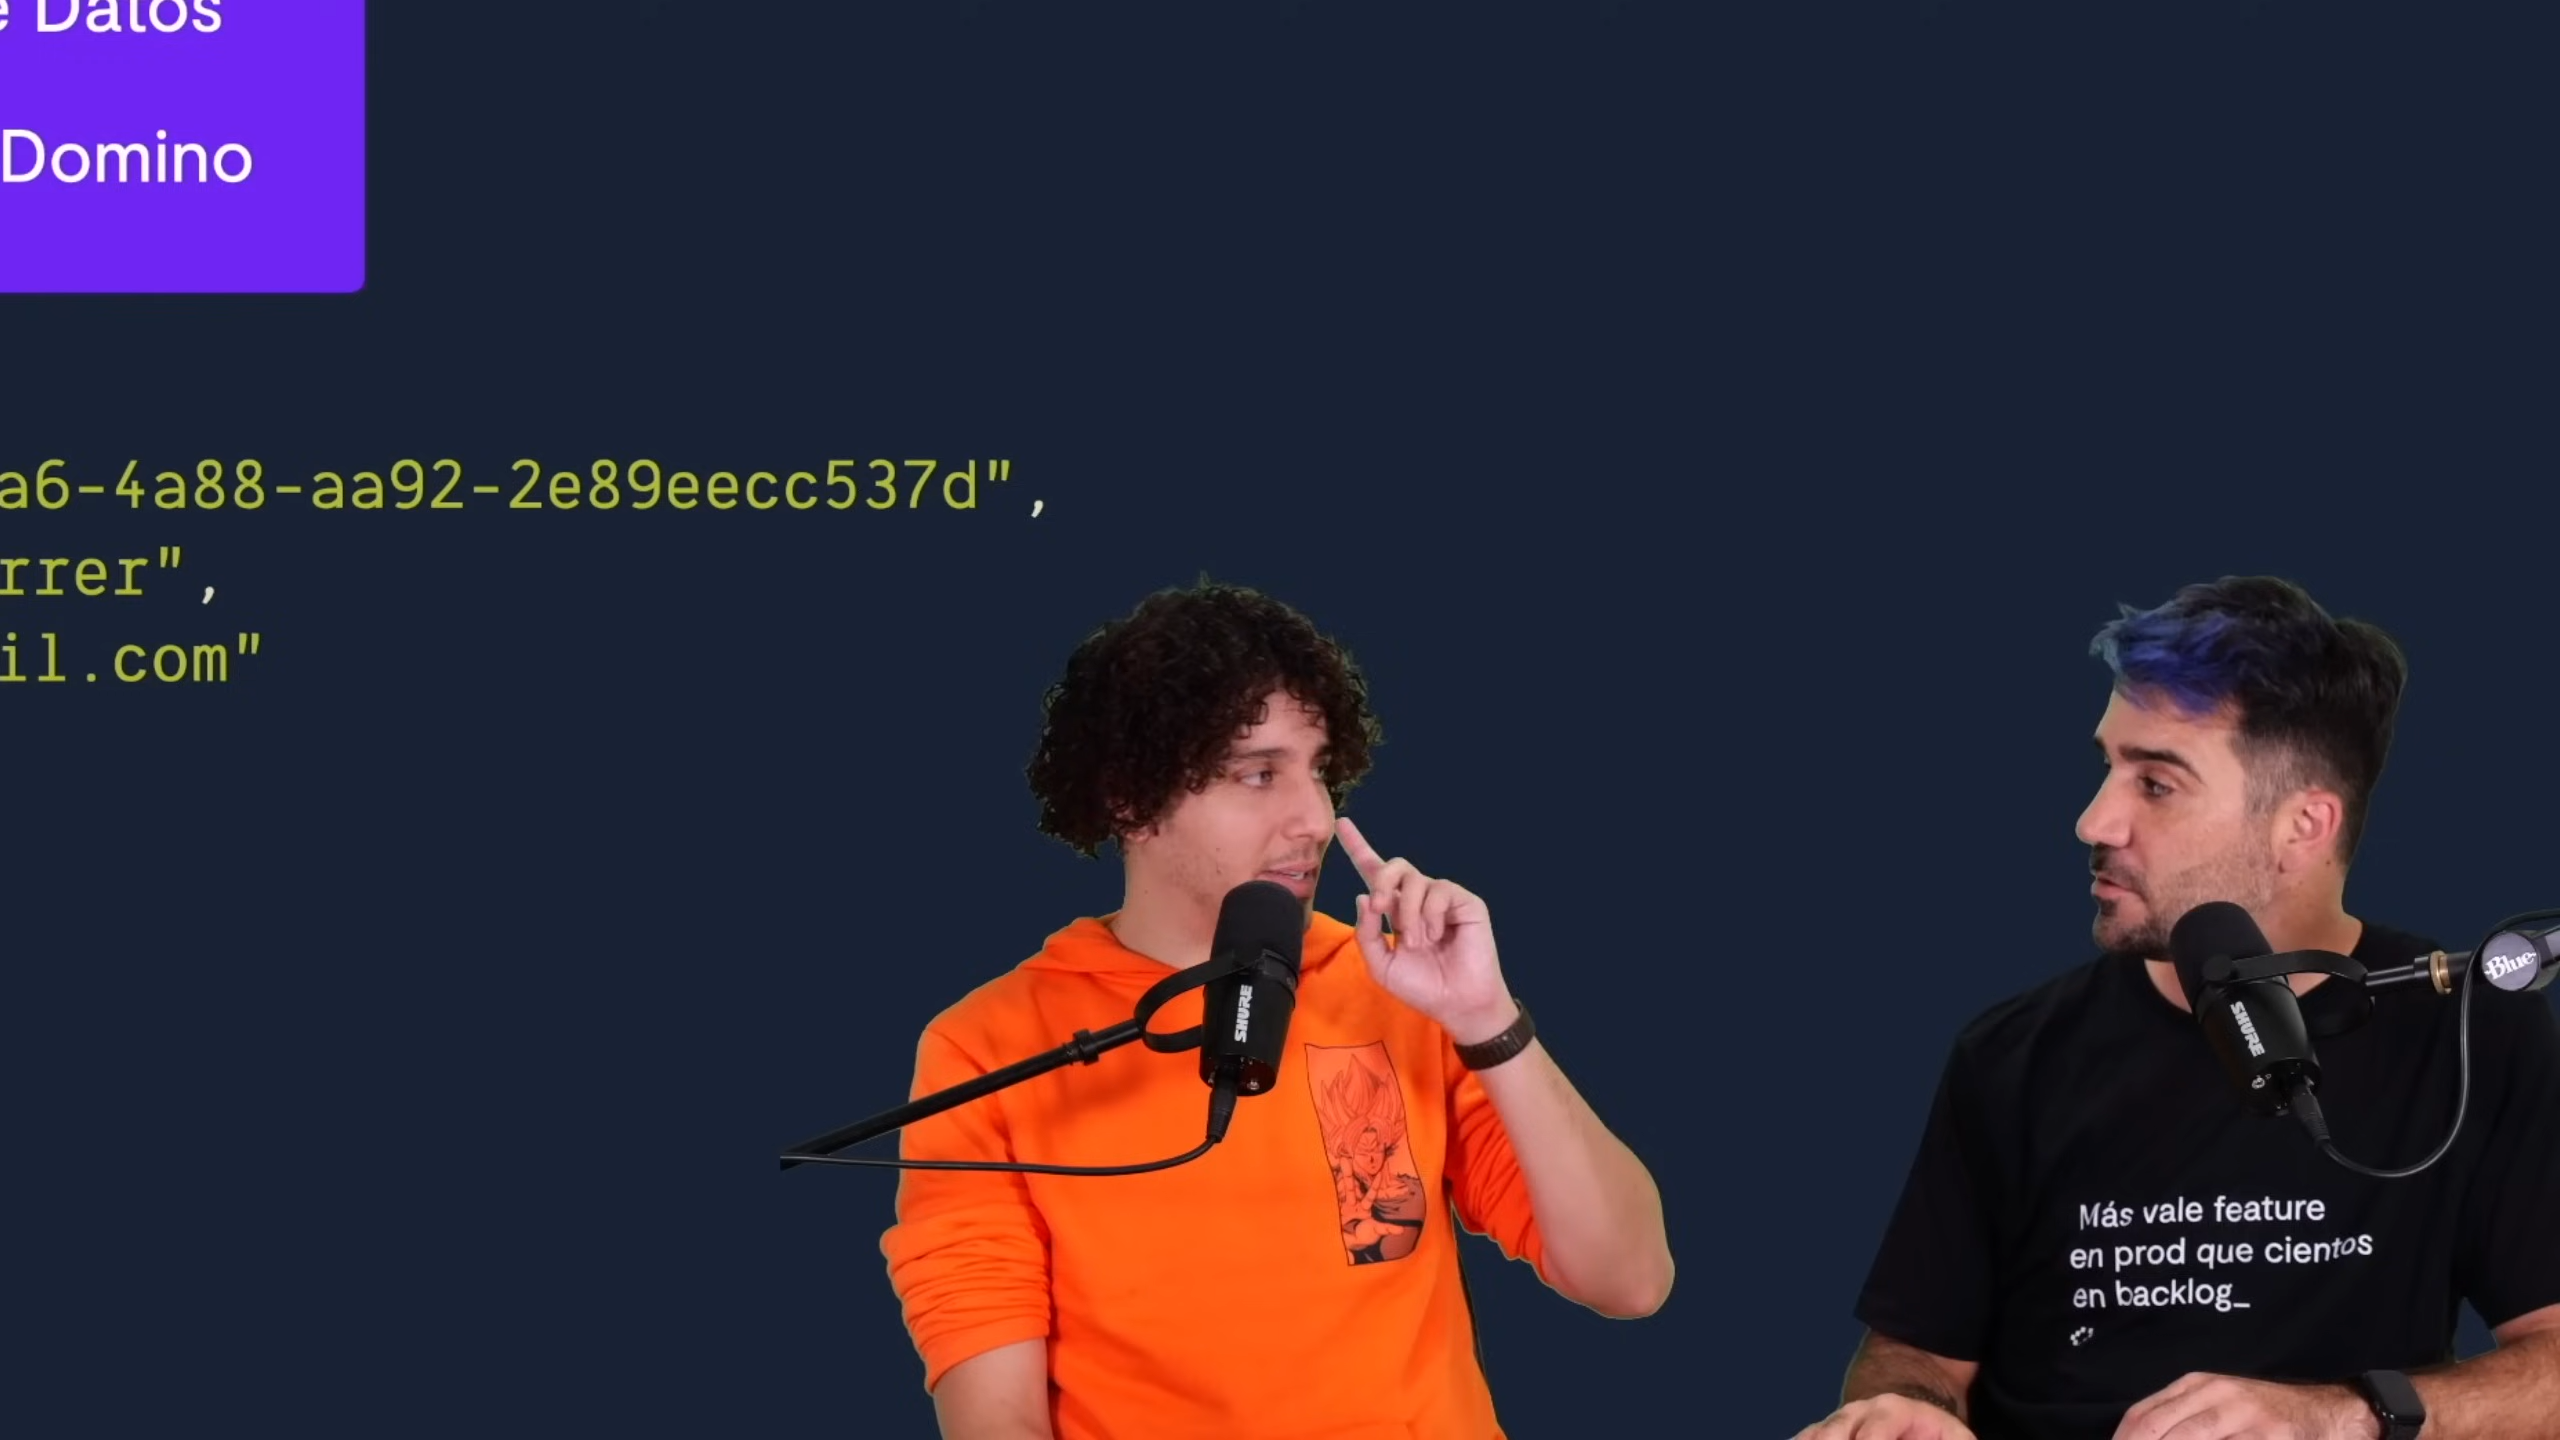 e Datos
Domino
a6-4a88-aa92-2e89eecc537d",
rrer",
il.com"
SHURE
Blue
SHURE
Más vale feature
en prod que cientos
en backlog_